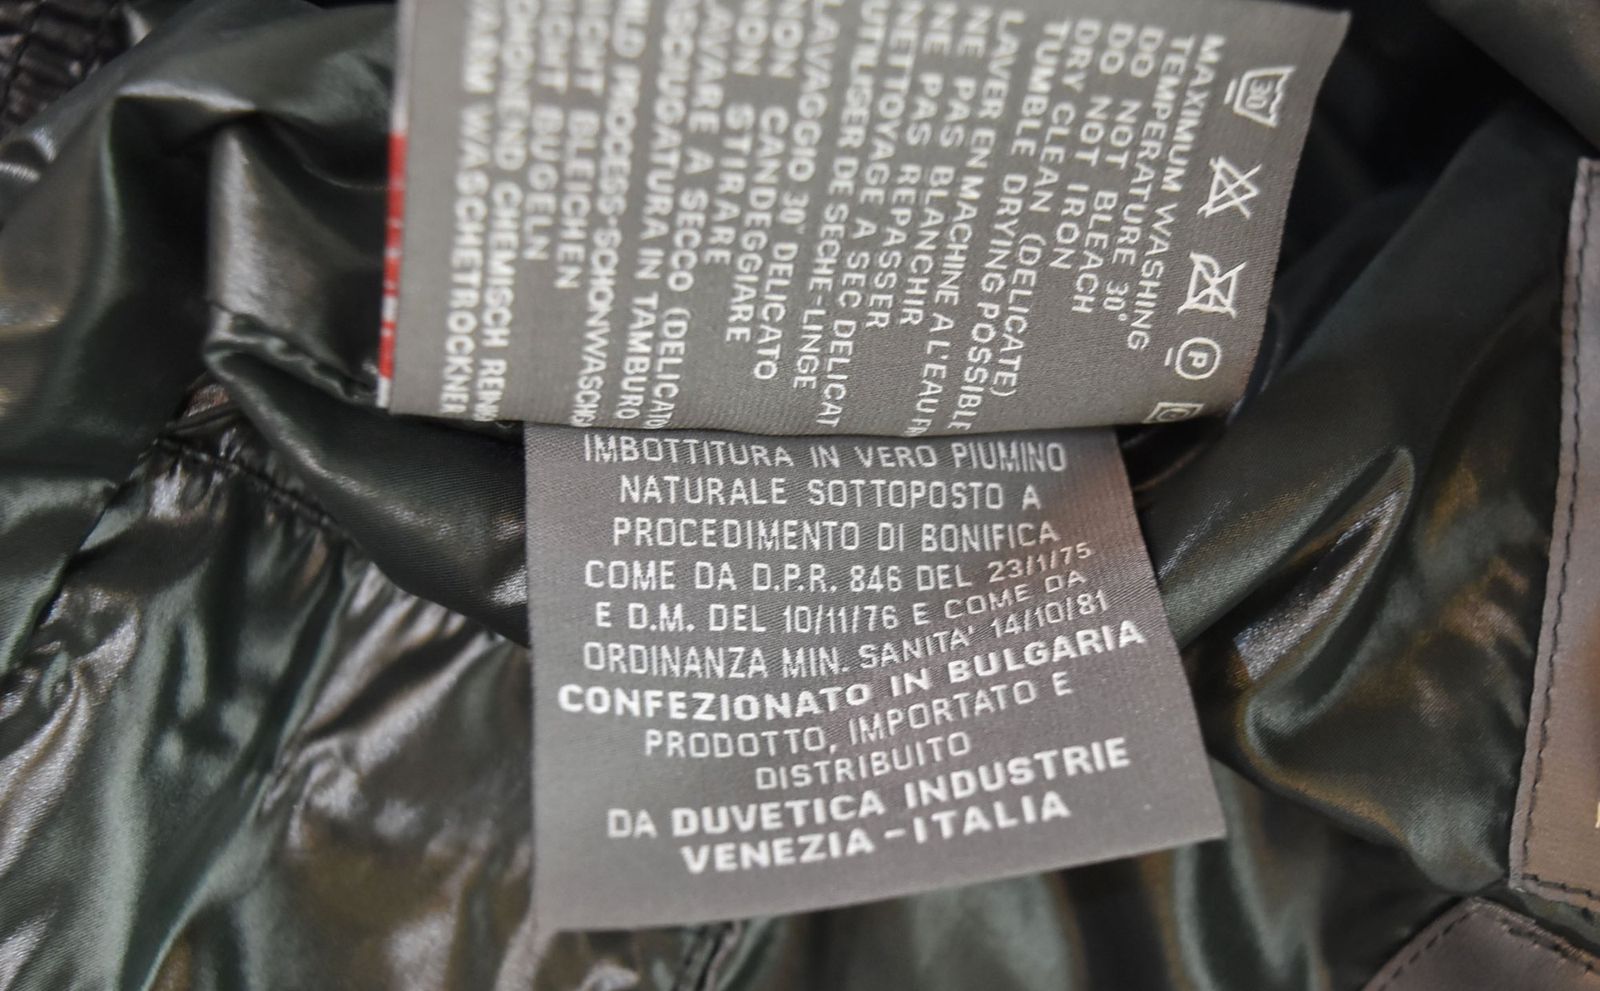 30
P
C
MAXIMUM WASHING
TEMPERATURE 30°
DO NOT BLEACH
DO NOT IRON
DRY CLEAN (DELICATE)
TUMBLE DRYING POSSIBLE
LAVER EN MACHINE A L'EAU
NE PAS BLANCHIR
NE PAS REPASSER
NETTOYAGE A SEC DELICAT
UTILISER DE SECHE-LINGE
LAVAGGIO 30° DELICATO
NON CANDEGGIARE
NON STIRARE
LAVARE A SECCO (DELICATO
ASCIUGATURA IN TAMBURO
MILD PROCESS-SCHONWASCHG
NICHT BLEICHEN
NICHT BUGELN
SCHONEND CHEMISCH
WARM WASCHETROCKNER
IMBOTTITURA IN VERO PIUMINO
NATURALE SOTTOPOSTO A
PROCEDIMENTO DI BONIFICA
COME DA D.P.R. 846 DEL 23/1/75
E D.M. DEL 10/11/76 E COME DA
ORDINANZA MIN. SANITA' 14/10/81
CONFEZIONATO IN BULGARIA
PRODOTTO, IMPORTATO E
DISTRIBUITO
DA DUVETICA INDUSTRIE
VENEZIA-ITALIA